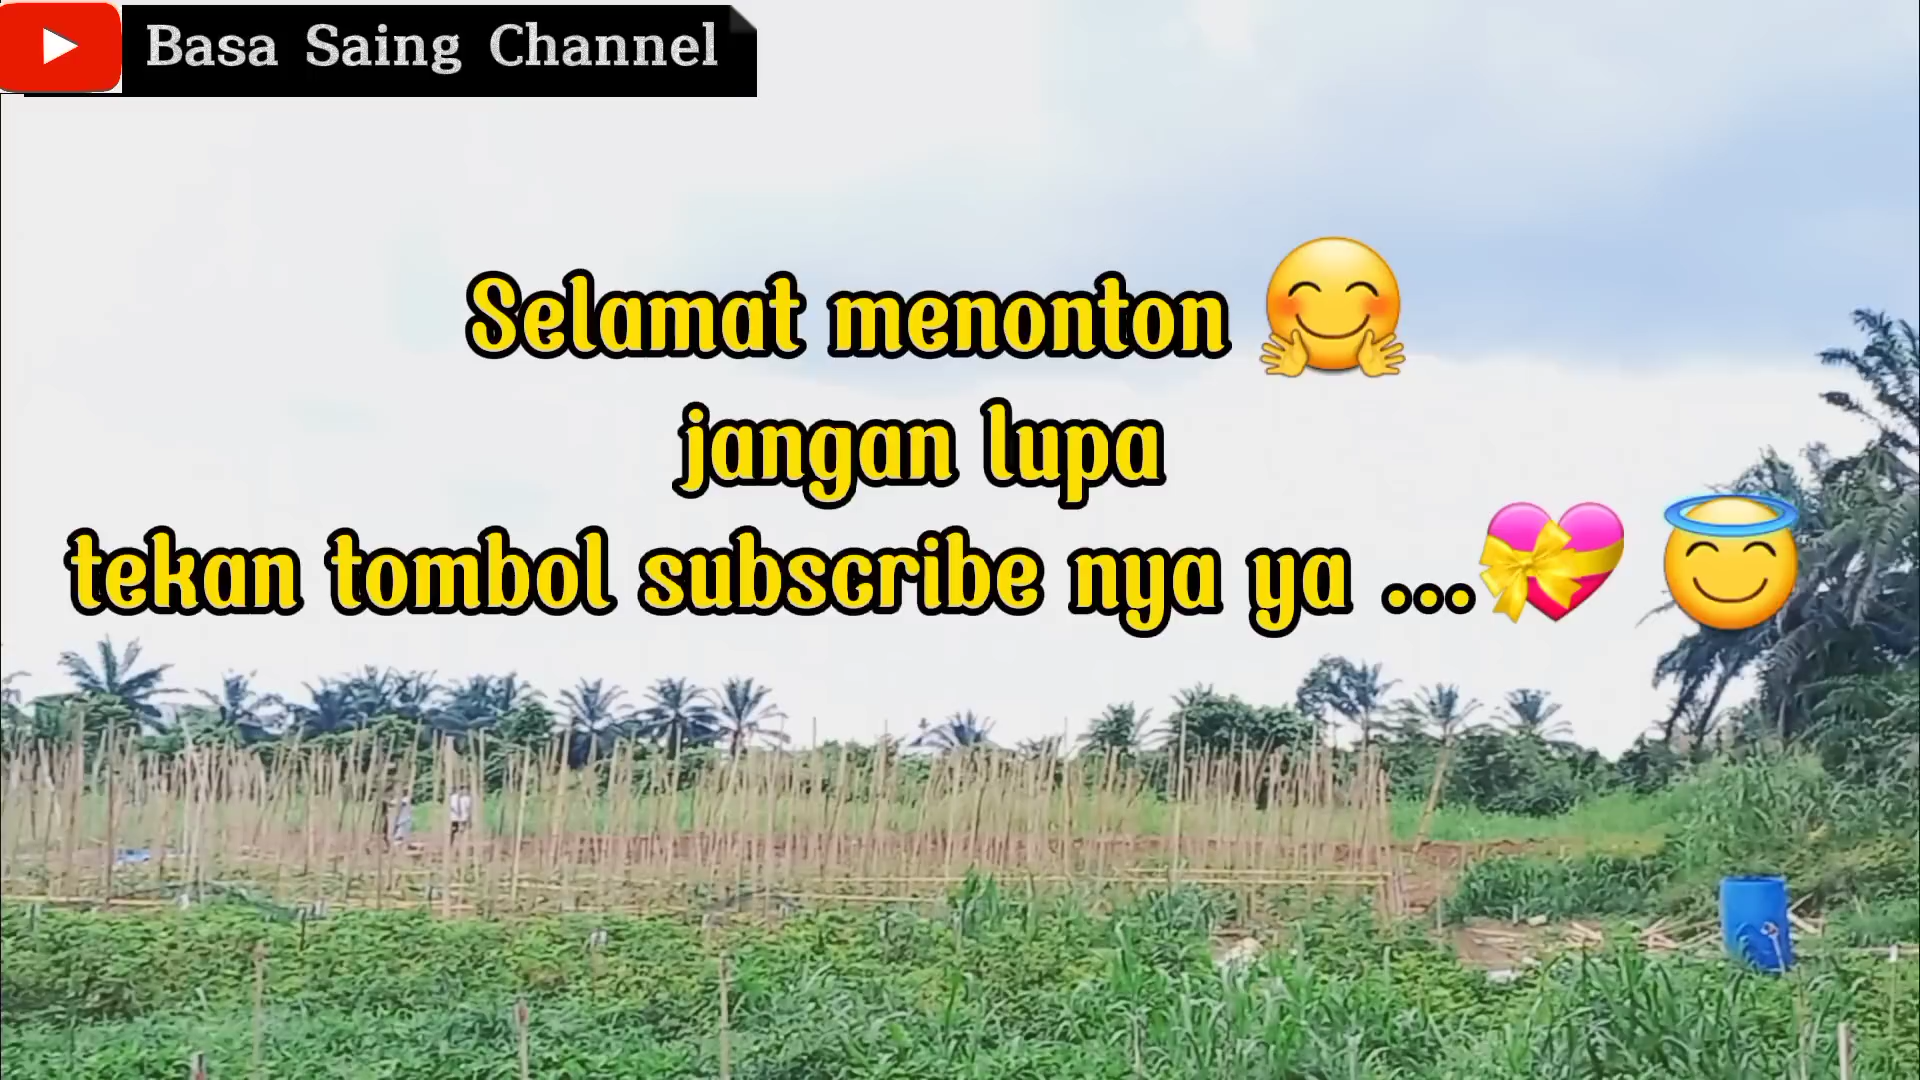 Basa Saing Channel
Selamat menonton 🤗
jangan lupa
tekan tombol subscribe nya ya ...💝 😇